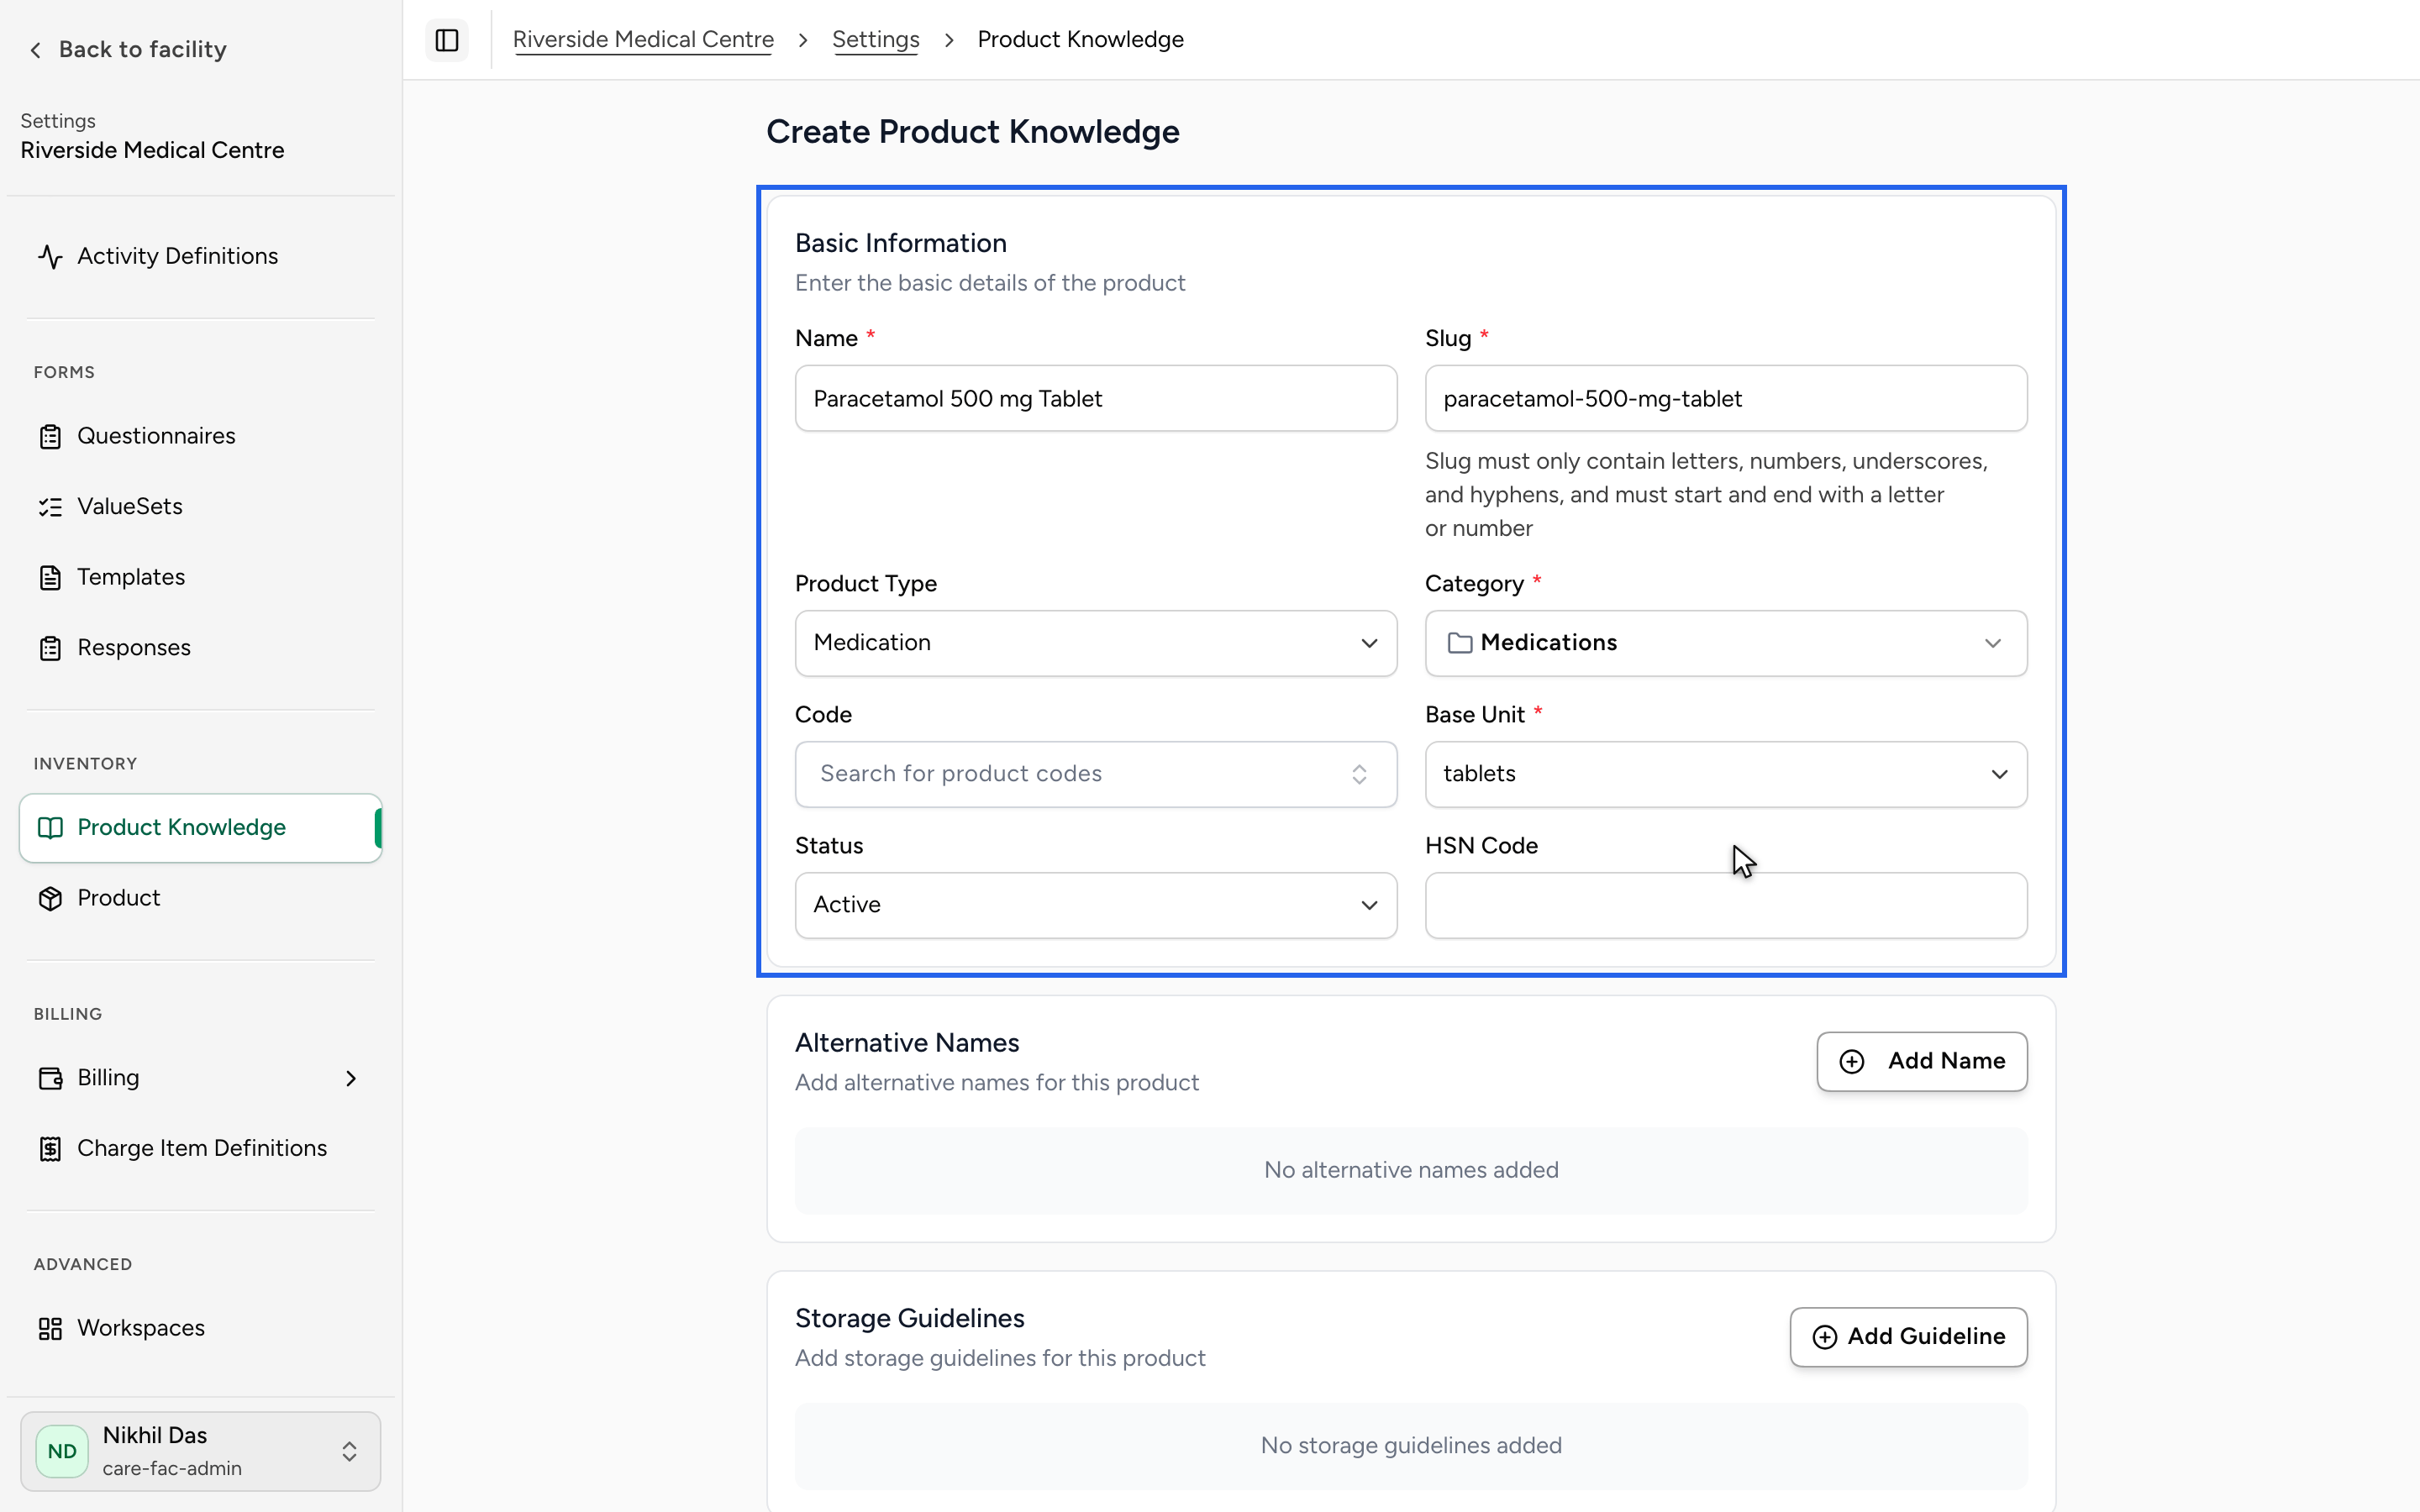 Back to facility
Settings
Riverside Medical Centre
Activity Definitions
FORMS
Questionnaires
ValueSets
Templates
Responses
INVENTORY
Product Knowledge
Product
BILLING
Billing
Charge Item Definitions
ADVANCED
Workspaces
ND
Nikhil Das
care-fac-admin
Riverside Medical Centre > Settings > Product Knowledge
Create Product Knowledge
Basic Information
Enter the basic details of the product
Name *
Paracetamol 500 mg Tablet
Slug *
paracetamol-500-mg-tablet
Slug must only contain letters, numbers, underscores,
and hyphens, and must start and end with a letter
or number
Product Type
Medication
Category *
Medications
Code
Search for product codes
Base Unit *
tablets
Status
Active
HSN Code
Alternative Names
Add alternative names for this product
Add Name
No alternative names added
Storage Guidelines
Add storage guidelines for this product
Add Guideline
No storage guidelines added